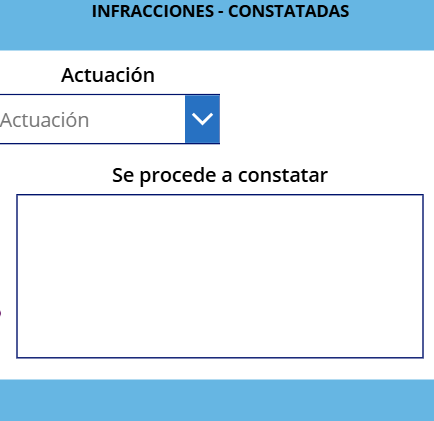 INFRACCIONES - CONSTATADAS
Actuación
Actuación
Se procede a constatar